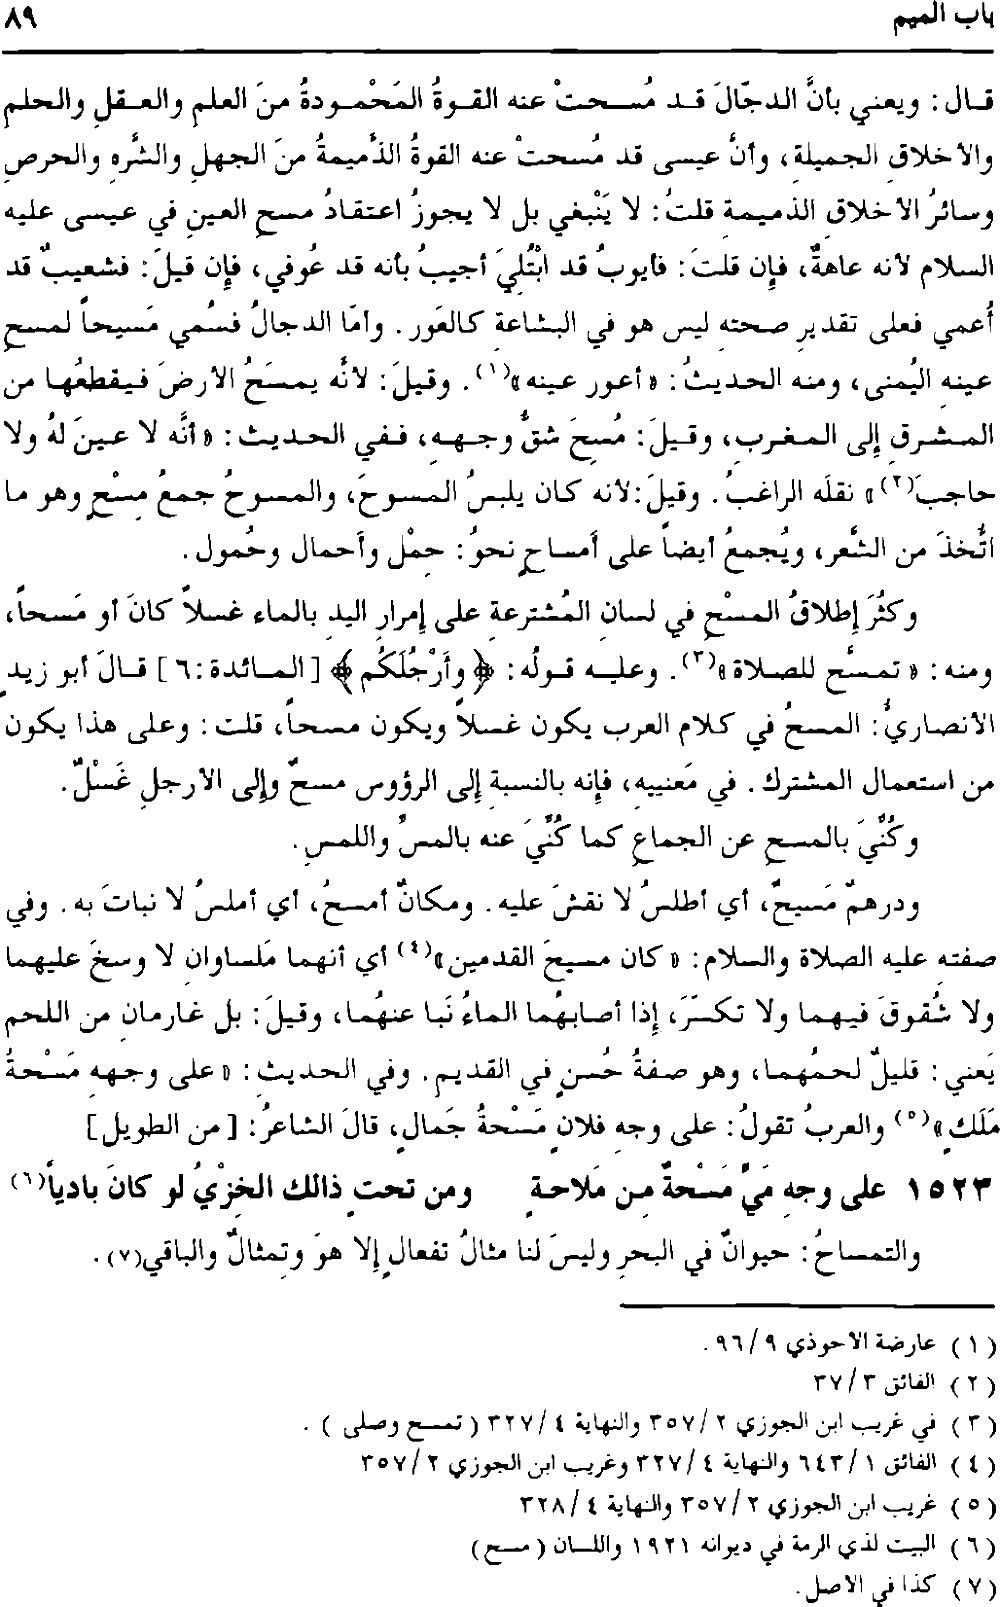 باب الميم ٨٩
قال: ويعني بأنَّ الدجّالَ قد مُسحتْ عنه القوةُ المَحْمودةُ منَ العلمِ والعقلِ والحلمِ
والأخلاقِ الجميلةِ، وأنَّ عيسى قد مُسحتْ عنه القوةُ الذَّميمةُ منَ الجهلِ والشَّرهِ والحرصِ
وسائرُ الأخلاقِ الذميمةِ قلتُ: لا يَنْبغي بل لا يجوزُ اعتقادُ مسحِ العينِ في عيسى عليه
السلام لأنه عاهةٌ، فإن قلتَ: فأيوبُ قد ابْتُليَ أجيبُ بأنه قد عُوفي، فإن قيلَ: فشعيبٌ قد
أُعمي فعلى تقديرِ صحته ليس هو في البشاعةِ كالعَور. وأمّا الدجالُ فسُمي مَسيحاً لمسحِ
عينهِ اليُمنى، ومنه الحديثُ: «أعور عينه»(١). وقيلَ: لأنَّه يمسَحُ الأرضَ فيقطعُها من
المشرقِ إلى المغربِ، وقيلَ: مُسِحَ شقُّ وجههِ، ففي الحديث: «أنَّه لا عينَ لهُ ولا
حاجبَ(٢)» نقلَه الراغبُ. وقيلَ:لأنه كان يلبسُ المسوحَ، والمسوحُ جمعُ مِسْحٍ وهو ما
اتُّخذَ من الشَّعر، ويُجمعُ أيضاً على أمساحٍ نحوُ: حِمْل وأحمال وحُمول.
وكثُرَ إطلاقُ المسْحِ في لسانِ المُشترعةِ على إمرارِ اليدِ بالماء غسلاً كانَ أو مَسحاً،
ومنه: «تمسَّح للصلاة»(٣). وعليه قولُه: ﴿وأَرْجُلَكُم﴾ [المائدة:٦] قالَ أبو زيدٍ
الأنصاريُّ: المسحُ في كلام العرب يكون غسلاً ويكون مسحاً، قلت: وعلى هذا يكون
من استعمال المشترك. في مَعنييهِ، فإنه بالنسبةِ إلى الرؤوس مسحٌ وإلى الأرجلِ غَسْلٌ.
وكُنَّيَ بالمسحِ عن الجماعِ كما كُنَّيَ عنه بالمسِّ واللمسِ.
ودرهمٌ مَسيحٌ، أي أطلسُ لا نقشَ عليه. ومكانٌ أمسحُ، أي أملسُ لا نباتَ به. وفي
صفته عليه الصلاة والسلام: «كان مسيحَ القدمين»(٤) أي أنهما مَلساوانِ لا وسخَ عليهما
ولا شُقوقَ فيهما ولا تكسّرَ، إذا أصابهُما الماءُ نَبا عنهُما، وقيلَ: بل غارمانِ من اللحم
يَعني: قليلٌ لحمُهما، وهو صفةُ حُسنٍ في القديم. وفي الحديث: «على وجههِ مَسْحةُ
مَلَكٍ»(٥) والعربُ تقولُ: على وجهِ فلانٍ مَسْحةُ جَمالٍ، قالَ الشاعرُ: [من الطويل]
١٥٢٣ على وجهِ مَيٍّ مَسْحةٌ مِن مَلاحةٍ ومن تحتِ ذالك الخِزْيُ لو كانَ بادياً(٦)
والتمساحُ: حيوانٌ في البحرِ وليسَ لنا مثالُ تفعالٍ إلا هوَ وتِمثالٌ والباقي(٧).
(١) عارضة الأحوذي ٩/ ٩٦.
(٢) الفائق ٣/ ٣٧
(٣) في غريب ابن الجوزي ٢/ ٣٥٧ والنهاية ٤/ ٣٢٧ (تمسح وصلى).
(٤) الفائق ١/ ٦٤٣ والنهاية ٤/ ٣٢٧ وغريب ابن الجوزي ٢/ ٣٥٧
(٥) غريب ابن الجوزي ٢/ ٣٥٧ والنهاية ٤/ ٣٢٨
(٦) البيت لذي الرمة في ديوانه ١٩٢١ واللسان (مسح)
(٧) كذا في الأصل.